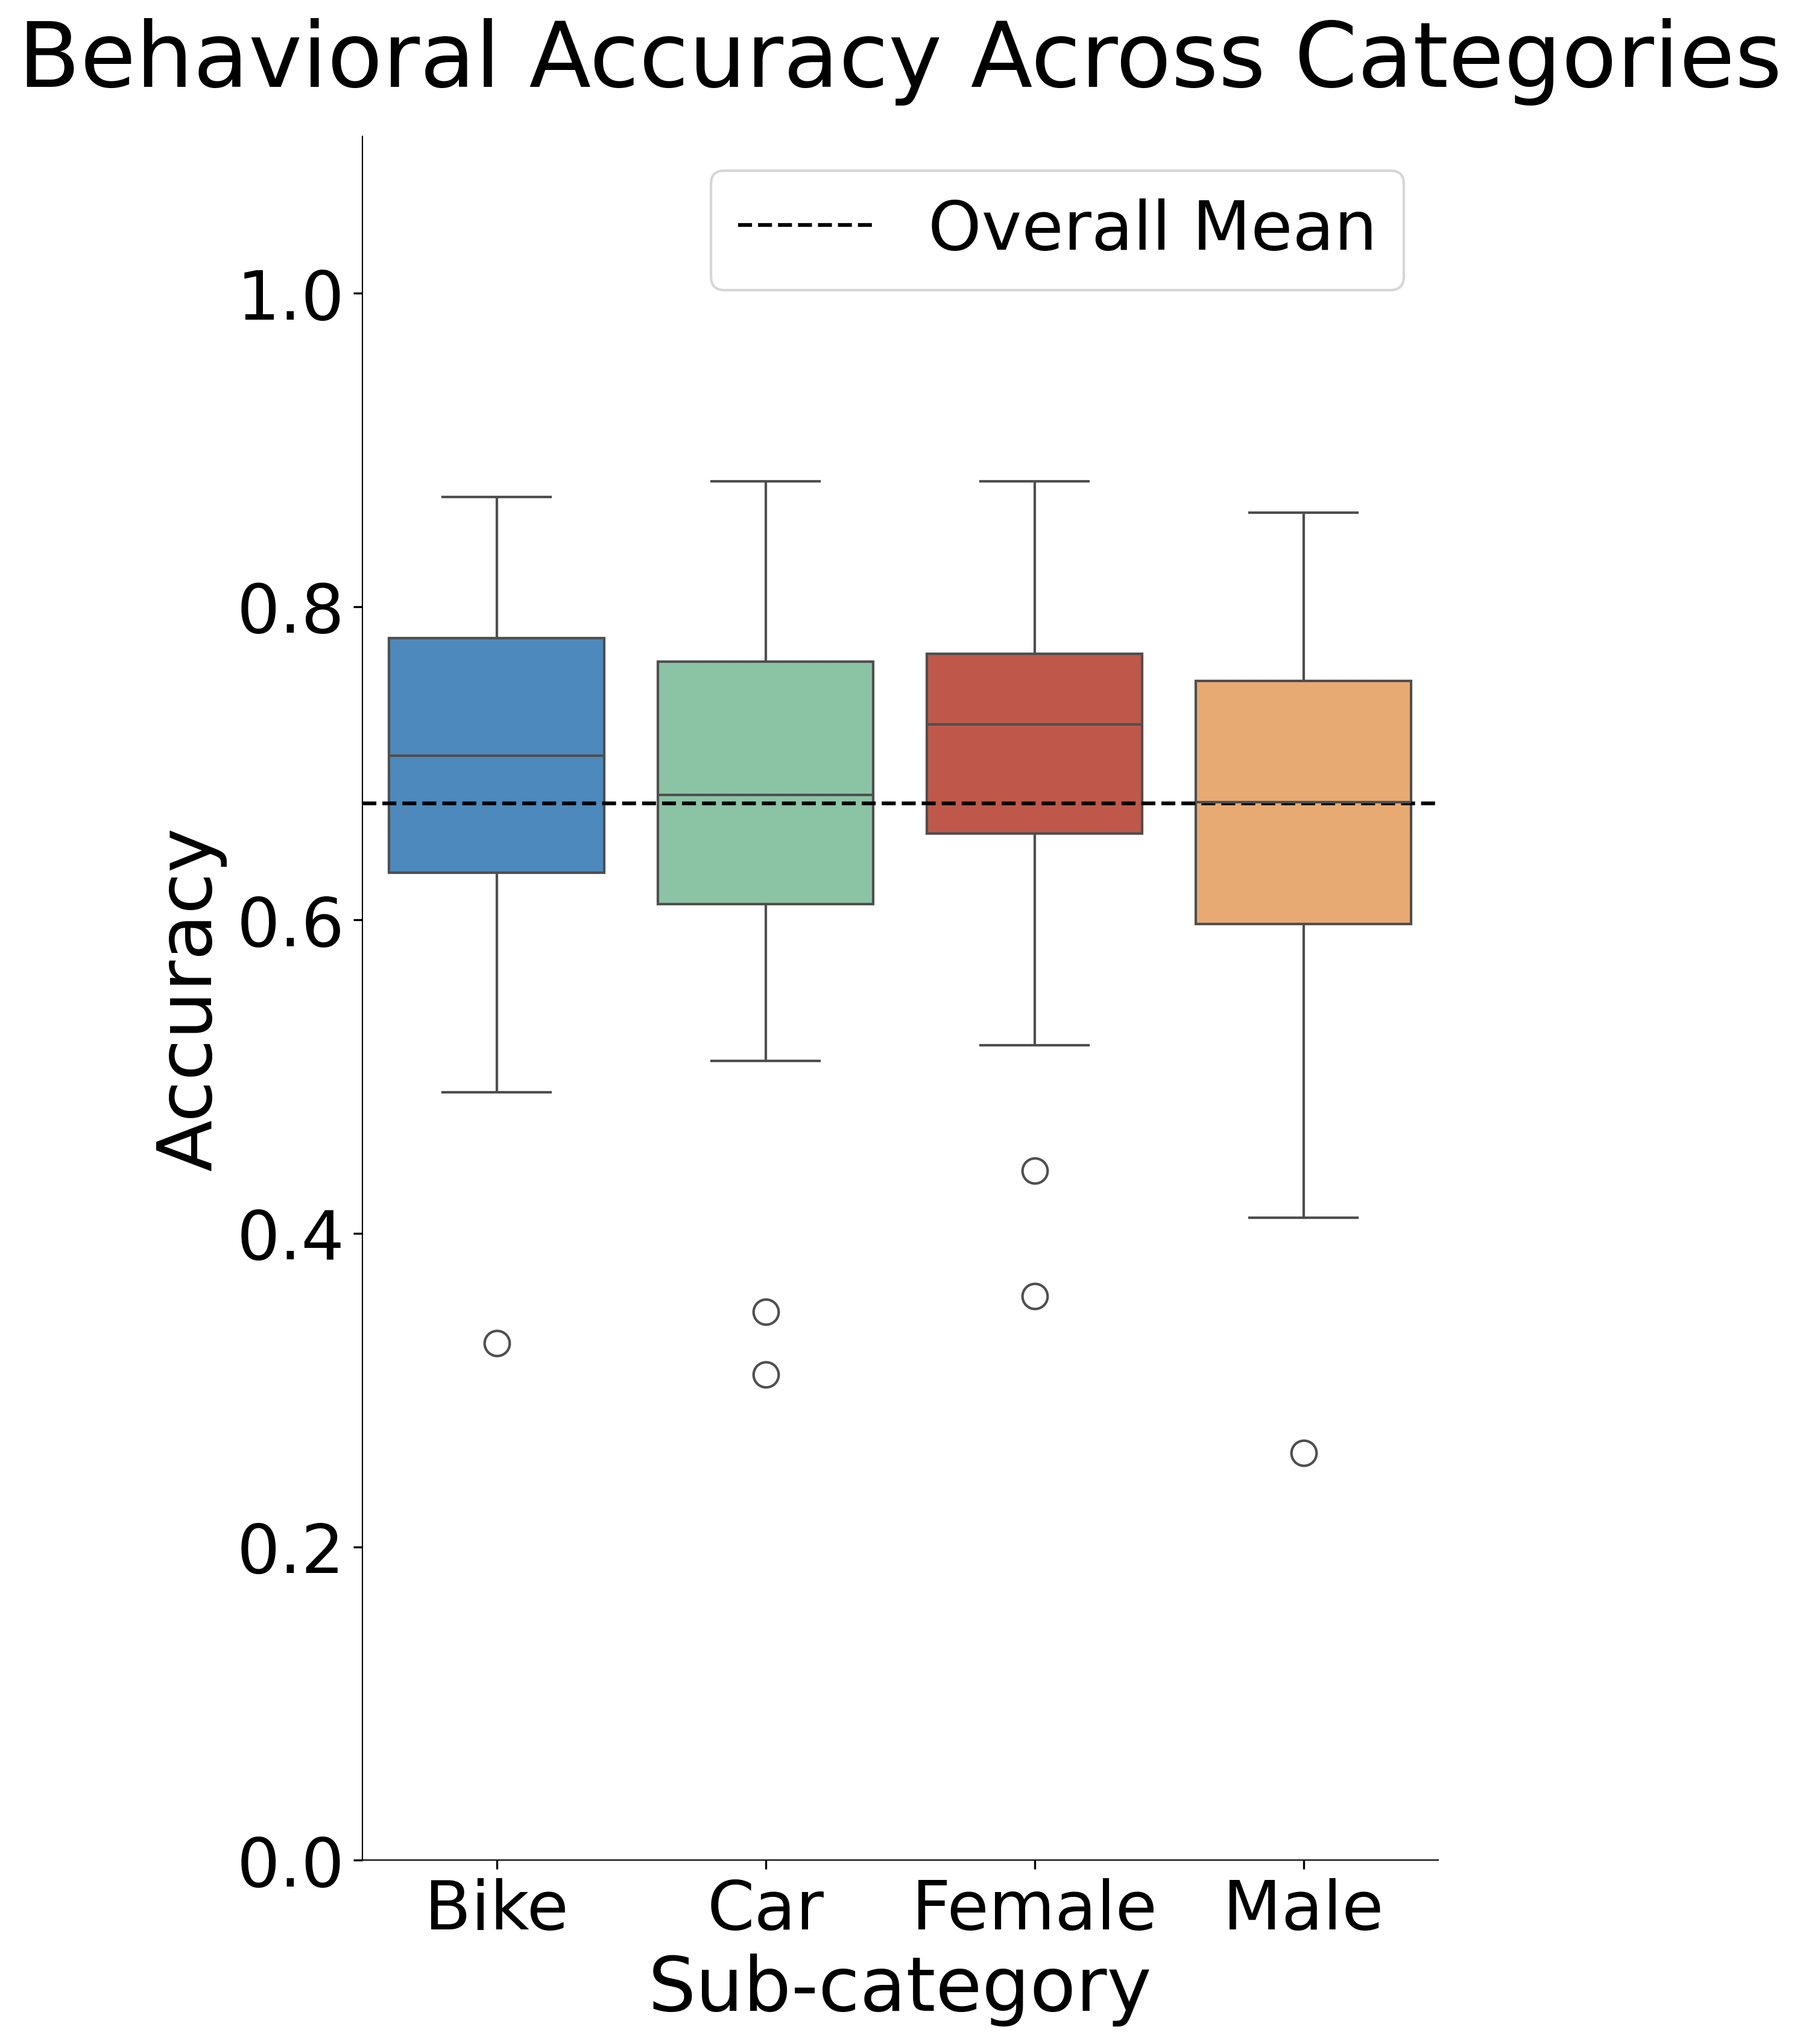 Behavioral Accuracy Across Categories
Overall Mean
1.0
0.8
0.6
0.4
0.2
0.0
Accuracy
Bike Car Female Male
Sub-category